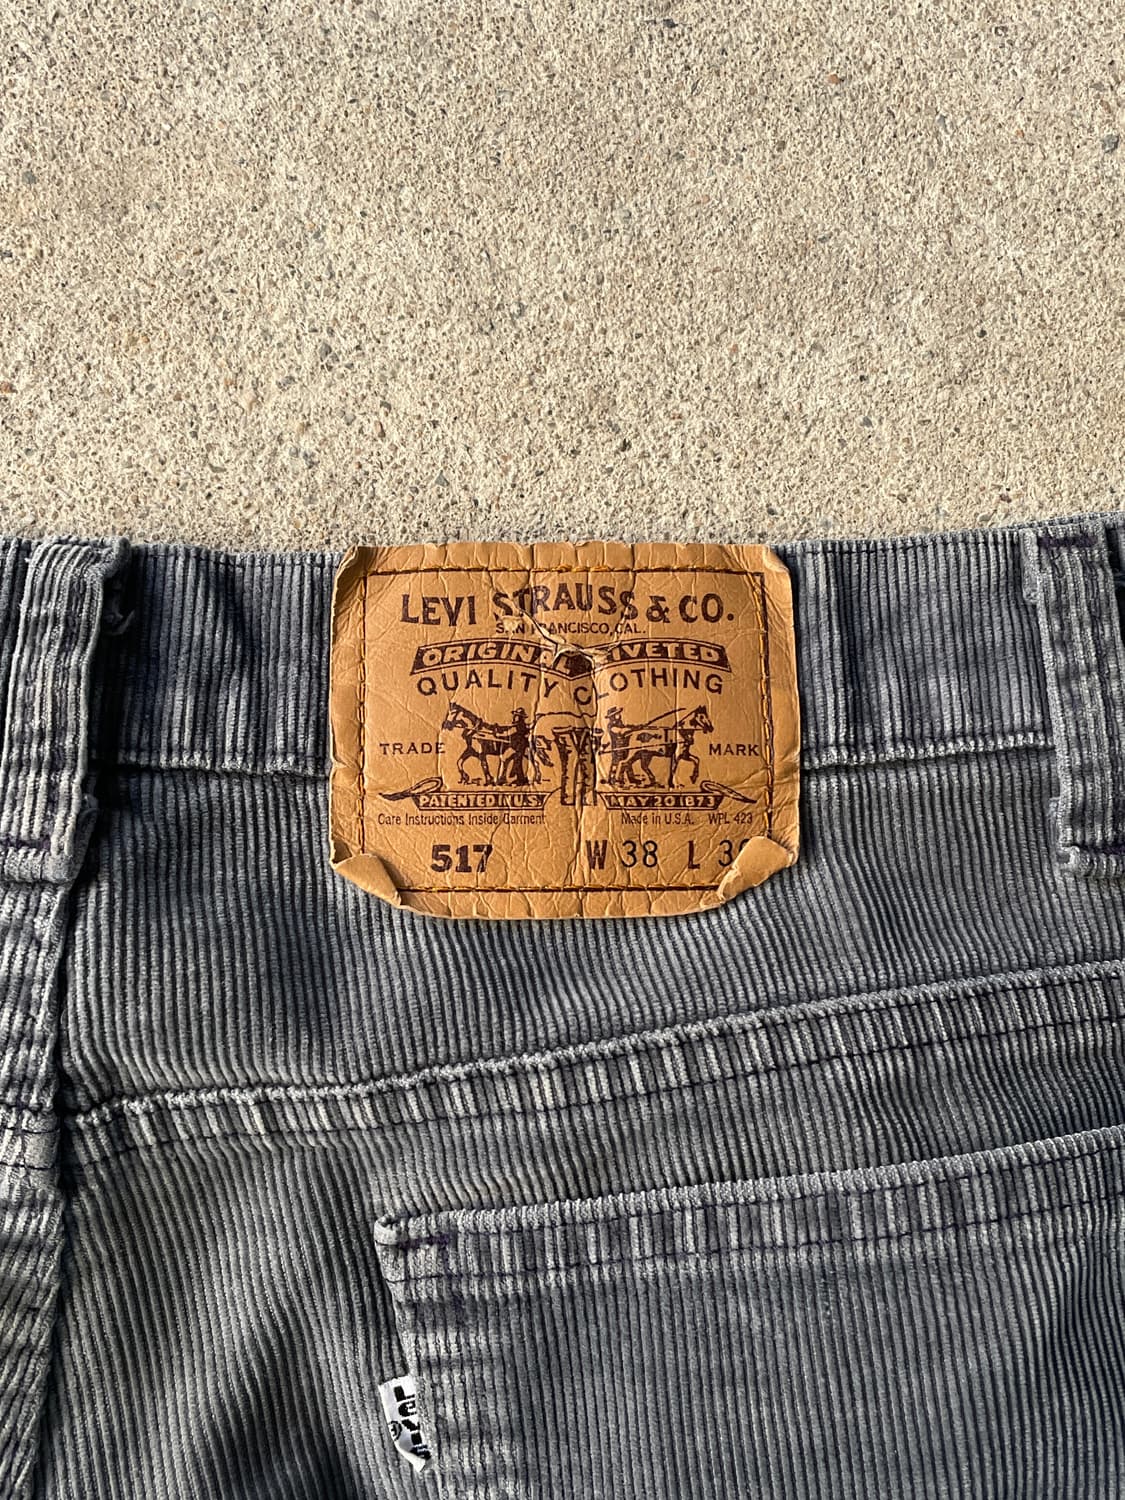 LEVI STRAUSS & CO.
SAN FRANCISCO, CAL.
ORIGINAL RIVETED
QUALITY CLOTHING
TRADE MARK
PATENTED IN U.S. MAY 20 1873
Care Instructions Inside Garment Made in U.S.A. WPL 423
517 W 38 L
Levi's
®